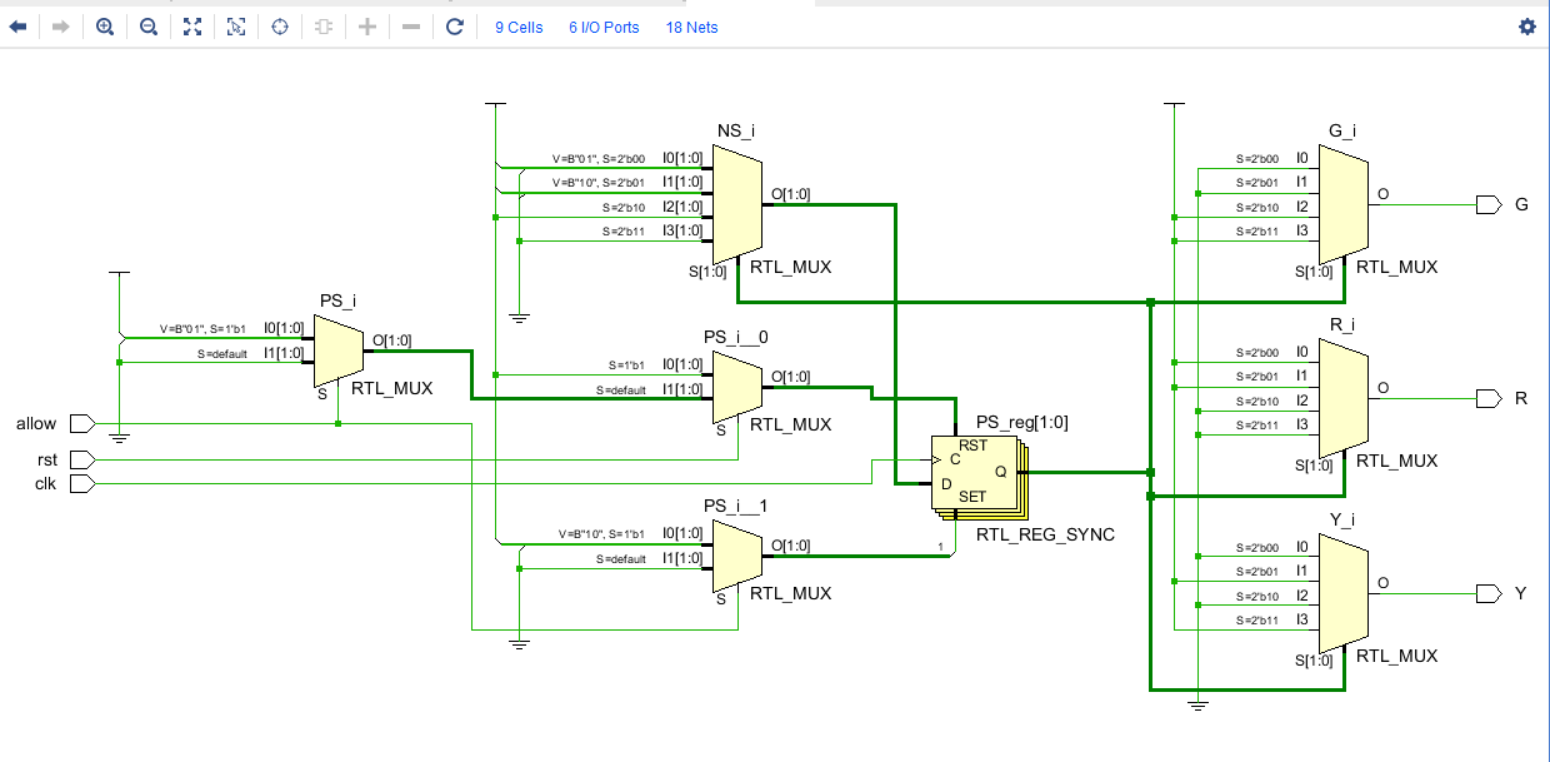 9 Cells 6 I/O Ports 18 Nets
NS_i
V=B"01", S=2'b00 I0[1:0]
V=B"10", S=2'b01 I1[1:0]
S=2'b10 I2[1:0]
S=2'b11 I3[1:0]
S[1:0]
O[1:0]
RTL_MUX
G_i
S=2'b00 I0
S=2'b01 I1
S=2'b10 I2
S=2'b11 I3
S[1:0]
O
RTL_MUX
G
PS_i
V=B"01", S=1'b1 I0[1:0]
S=default I1[1:0]
S
O[1:0]
RTL_MUX
PS_i__0
S=1'b1 I0[1:0]
S=default I1[1:0]
S
O[1:0]
RTL_MUX
R_i
S=2'b00 I0
S=2'b01 I1
S=2'b10 I2
S=2'b11 I3
S[1:0]
O
RTL_MUX
R
allow
rst
clk
PS_reg[1:0]
RST
C
Q
D
SET
RTL_REG_SYNC
PS_i__1
V=B"10", S=1'b1 I0[1:0]
S=default I1[1:0]
S
O[1:0]
1
RTL_MUX
Y_i
S=2'b00 I0
S=2'b01 I1
S=2'b10 I2
S=2'b11 I3
S[1:0]
O
RTL_MUX
Y